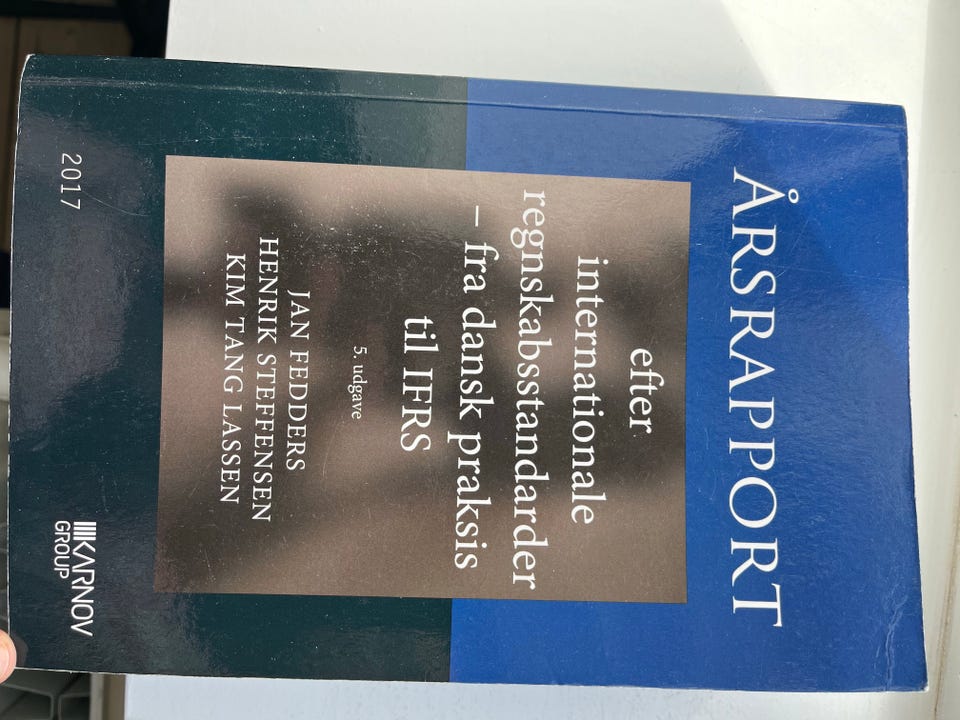 ÅRSRAPPORT
efter
internationale
regnskabsstandarder
– fra dansk praksis
til IFRS
5. udgave
JAN FEDDERS
HENRIK STEFFENSEN
KIM TANG LASSEN
2017
KARNOV
GROUP